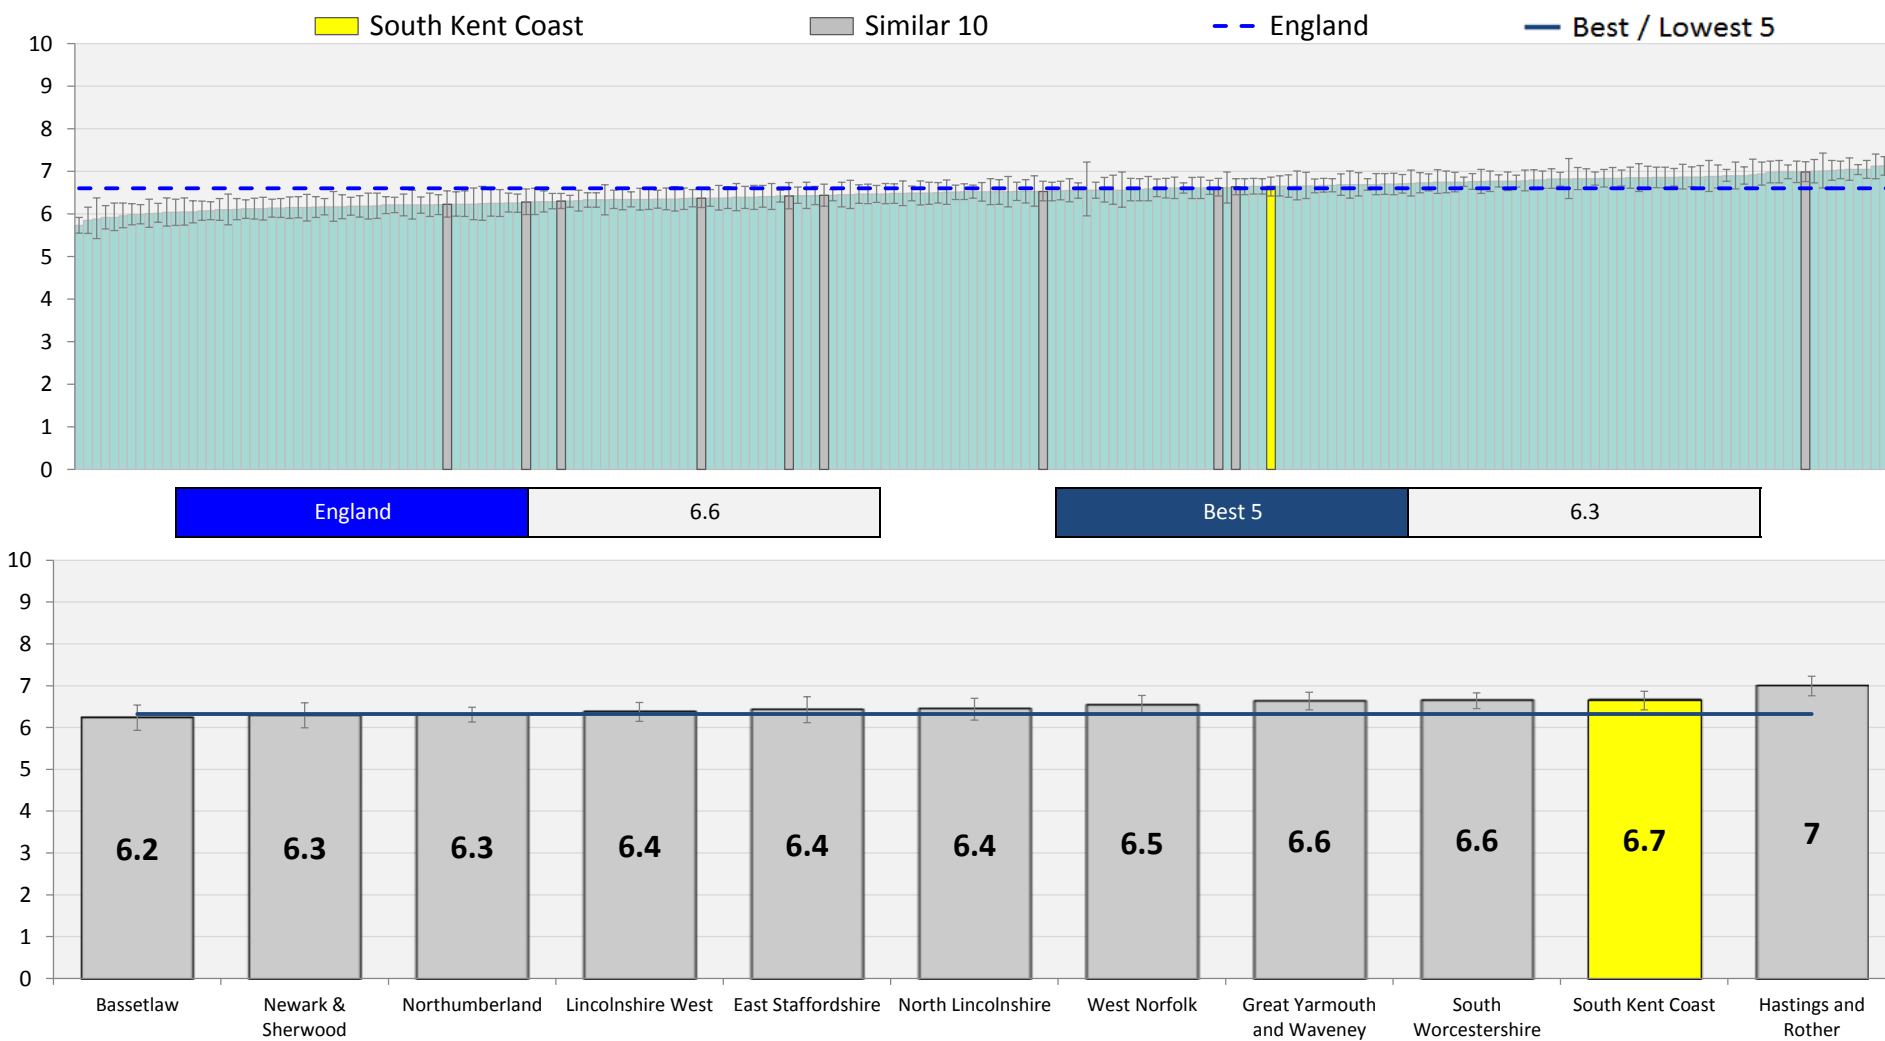 South Kent Coast
Similar 10
England
Best / Lowest 5
10
9
8
7
6
5
4
3
2
1
0
England
6.6
Best 5
6.3
10
9
8
7
6
5
4
3
2
1
0
6.2
6.3
6.3
6.4
6.4
6.4
6.5
6.6
6.6
6.7
7
Bassetlaw
Newark &
Sherwood
Northumberland
Lincolnshire West
East Staffordshire
North Lincolnshire
West Norfolk
Great Yarmouth
and Waveney
South
Worcestershire
South Kent Coast
Hastings and
Rother